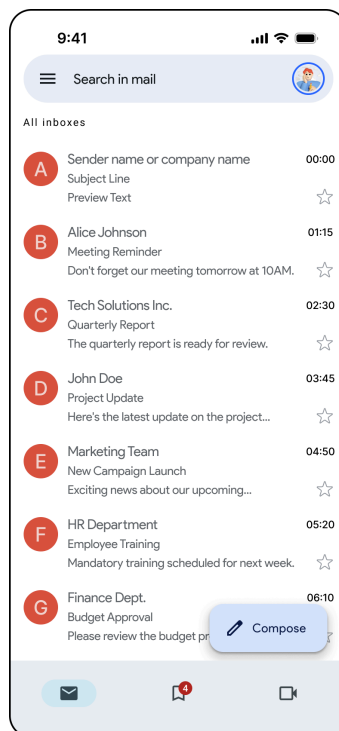 9:41
Search in mail
All inboxes
A
Sender name or company name
00:00
Subject Line
Preview Text
B
Alice Johnson
01:15
Meeting Reminder
Don't forget our meeting tomorrow at 10AM.
C
Tech Solutions Inc.
02:30
Quarterly Report
The quarterly report is ready for review.
D
John Doe
03:45
Project Update
Here's the latest update on the project...
E
Marketing Team
04:50
New Campaign Launch
Exciting news about our upcoming...
F
HR Department
05:20
Employee Training
Mandatory training scheduled for next week.
G
Finance Dept.
06:10
Budget Approval
Please review the budget
Compose
4